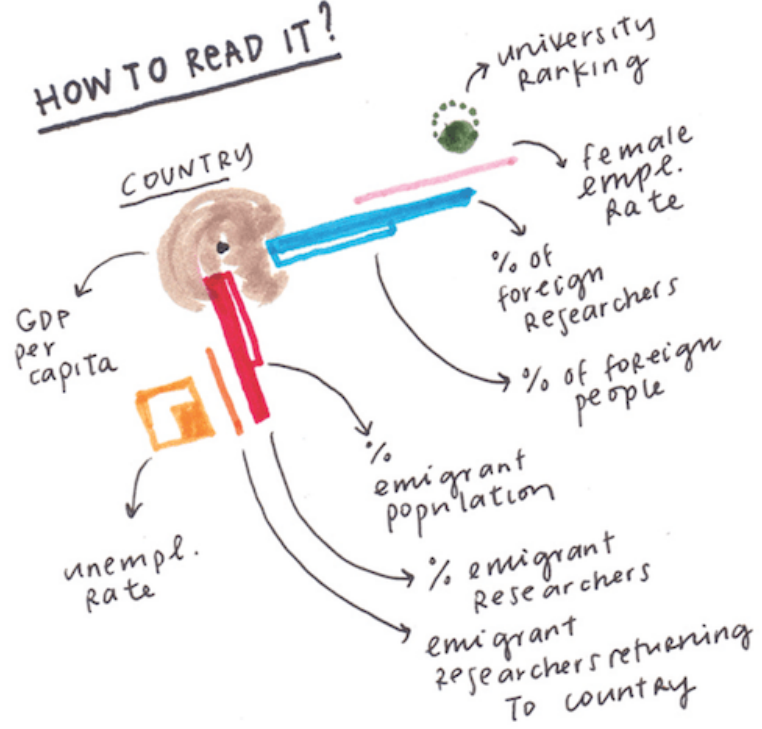 HOW TO READ IT?
COUNTRY
university
Ranking
female
empl.
Rate
% of
foreign
Researchers
% of foreign
people
GDP
per
capita
%
emigrant
population
% emigrant
Researchers
emigrant
Researchers returning
To country
unempl.
Rate